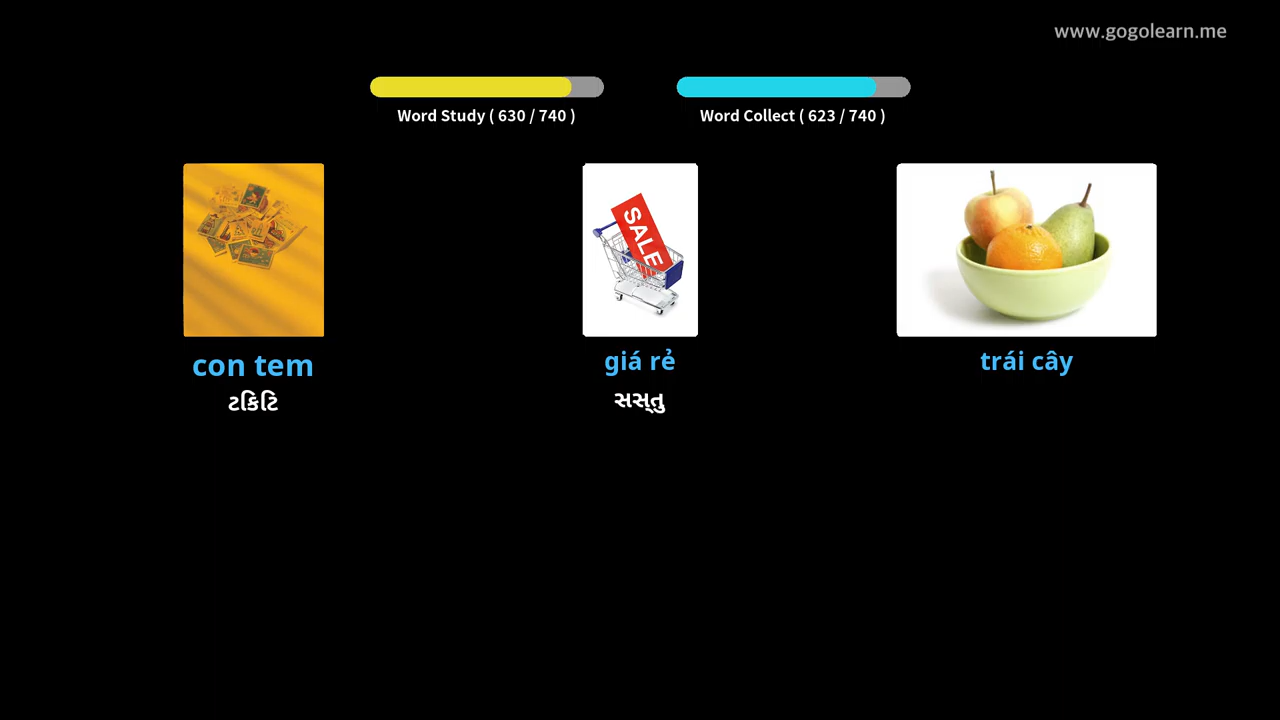 www.gogolearn.me
Word Study ( 630 / 740 )
Word Collect ( 623 / 740 )
SALE
con tem
giá rẻ
trái cây
ટિકિટ
સસ્તુ